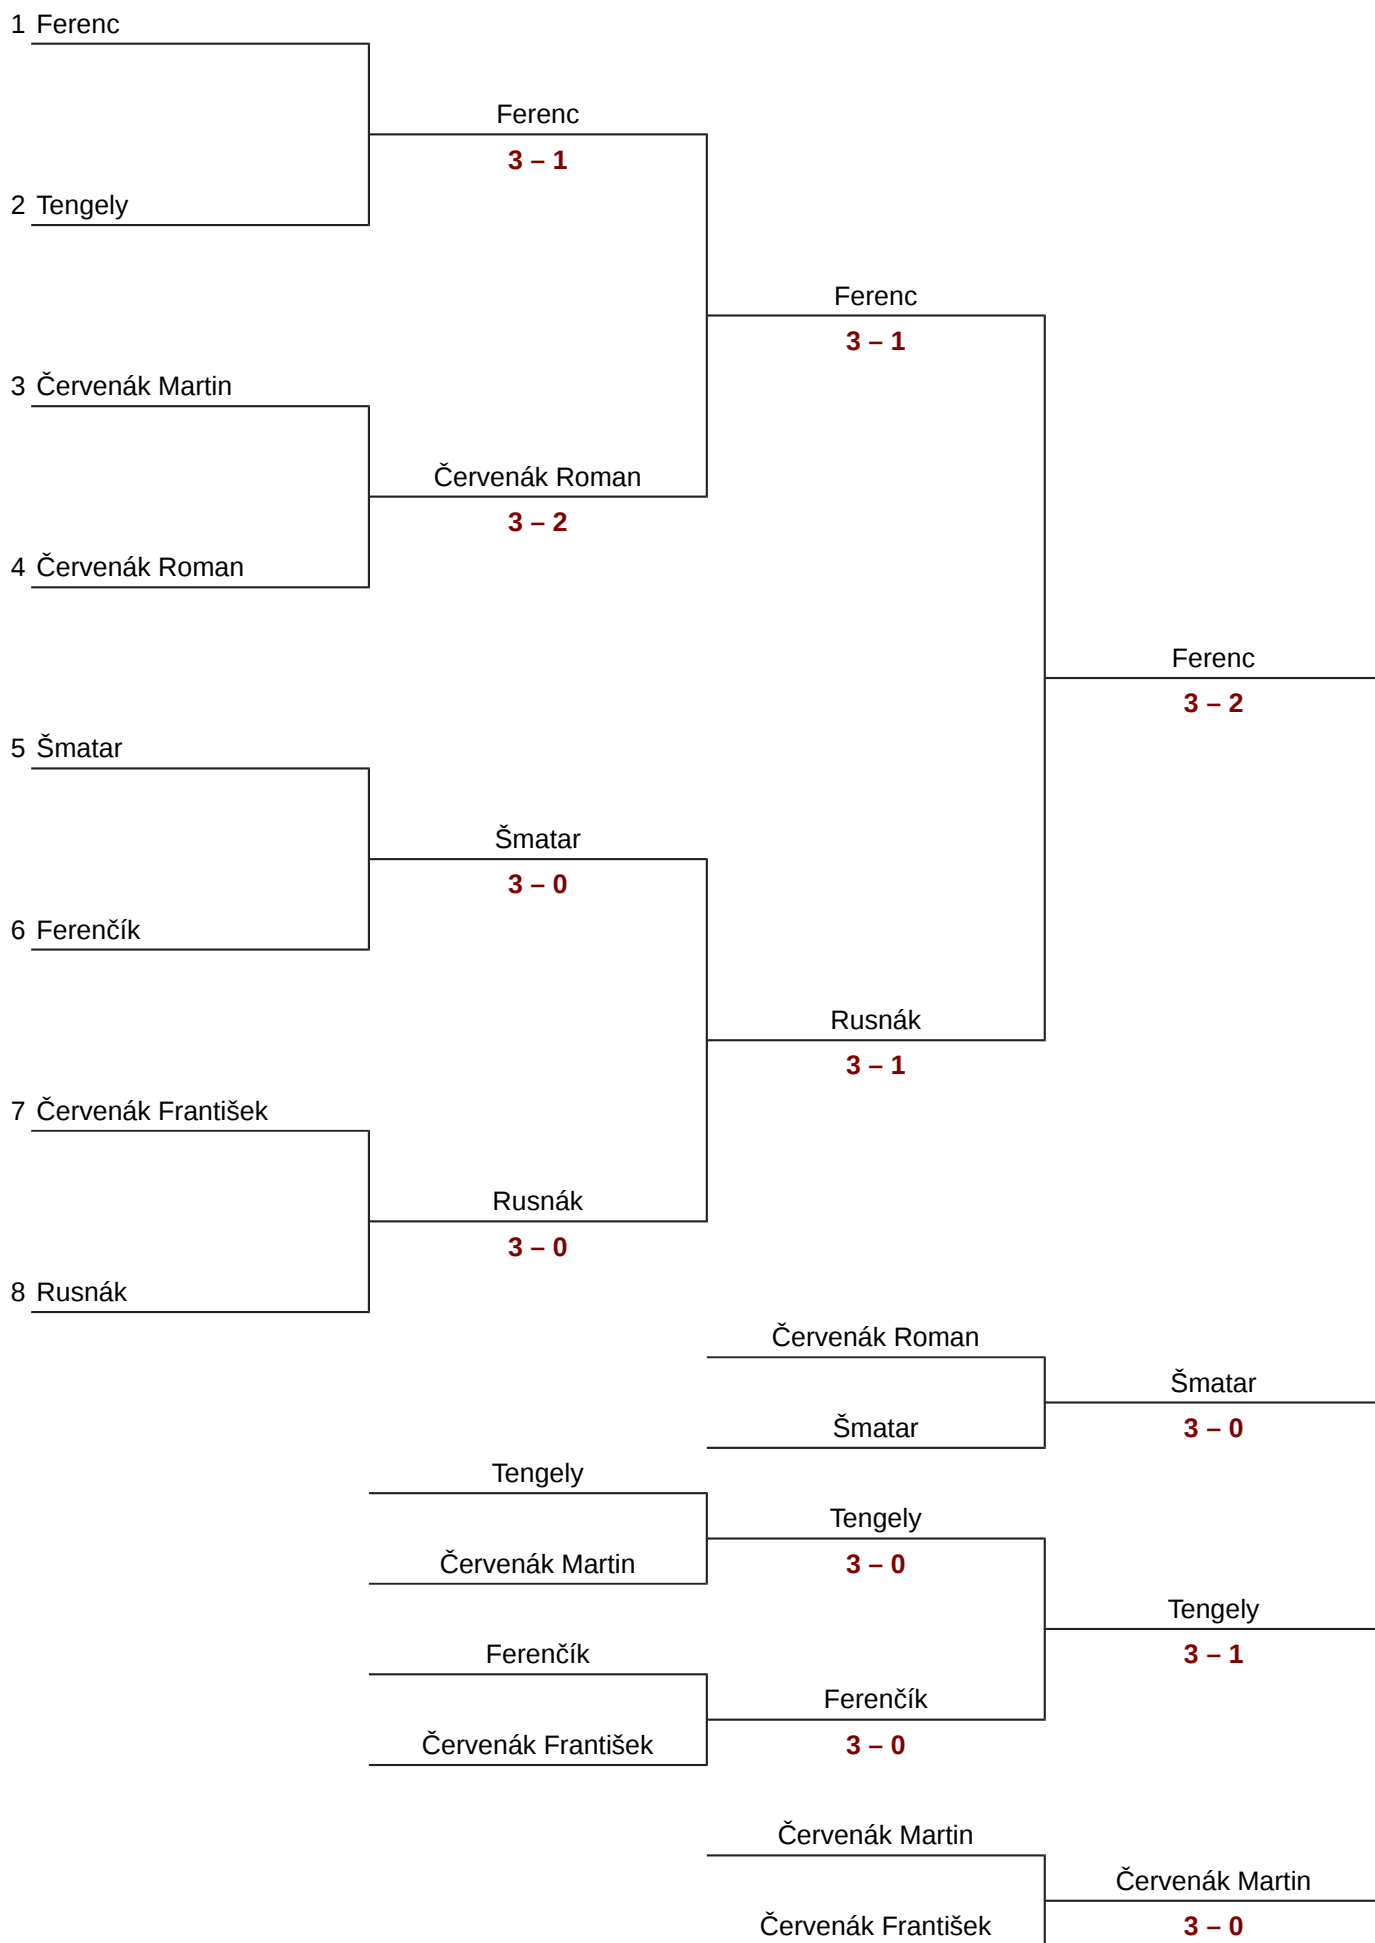 1 Ferenc
Ferenc
3 – 1
2 Tengely
Ferenc
3 – 1
3 Červenák Martin
Červenák Roman
3 – 2
4 Červenák Roman
Ferenc
3 – 2
5 Šmatar
Šmatar
3 – 0
6 Ferenčík
Rusnák
3 – 1
7 Červenák František
Rusnák
3 – 0
8 Rusnák
Červenák Roman
Šmatar
3 – 0
Šmatar
Tengely
Tengely
3 – 0
Červenák Martin
Tengely
3 – 1
Ferenčík
Ferenčík
3 – 0
Červenák František
Červenák Martin
Červenák Martin
3 – 0
Červenák František